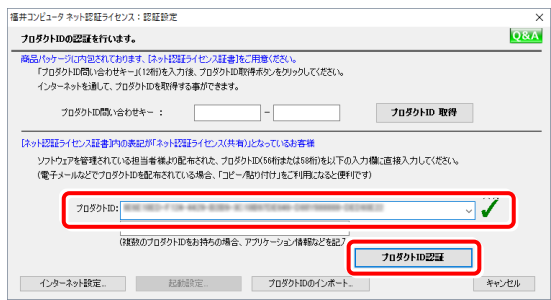 福井コンピュータ ネット認証ライセンス：認証設定
プロダクトIDの認証を行います。
Q&A
商品パッケージに内包されております、「ネット認証ライセンス証書」をご用意ください。
「プロダクトID問い合わせキー」(12桁)を入力後、プロダクトID取得ボタンをクリックしてください。
インターネットを通して、プロダクトIDを取得する事ができます。
プロダクトID問い合わせキー ：
-
プロダクトID 取得
「ネット認証ライセンス証書」内の表記が「ネット認証ライセンス(共有)」となっているお客様
ソフトウェアを管理されている担当者様より配布された、プロダクトID(56桁または58桁)を以下の入力欄に直接入力してください。
(電子メールなどでプロダクトIDを配布されている場合、「コピー/貼り付け」をご利用になると便利です)
プロダクトID:
(複数のプロダクトIDをお持ちの場合、アプリケーション情報などを記入
プロダクトID認証
インターネット設定...
起動設定...
プロダクトIDのインポート...
キャンセル